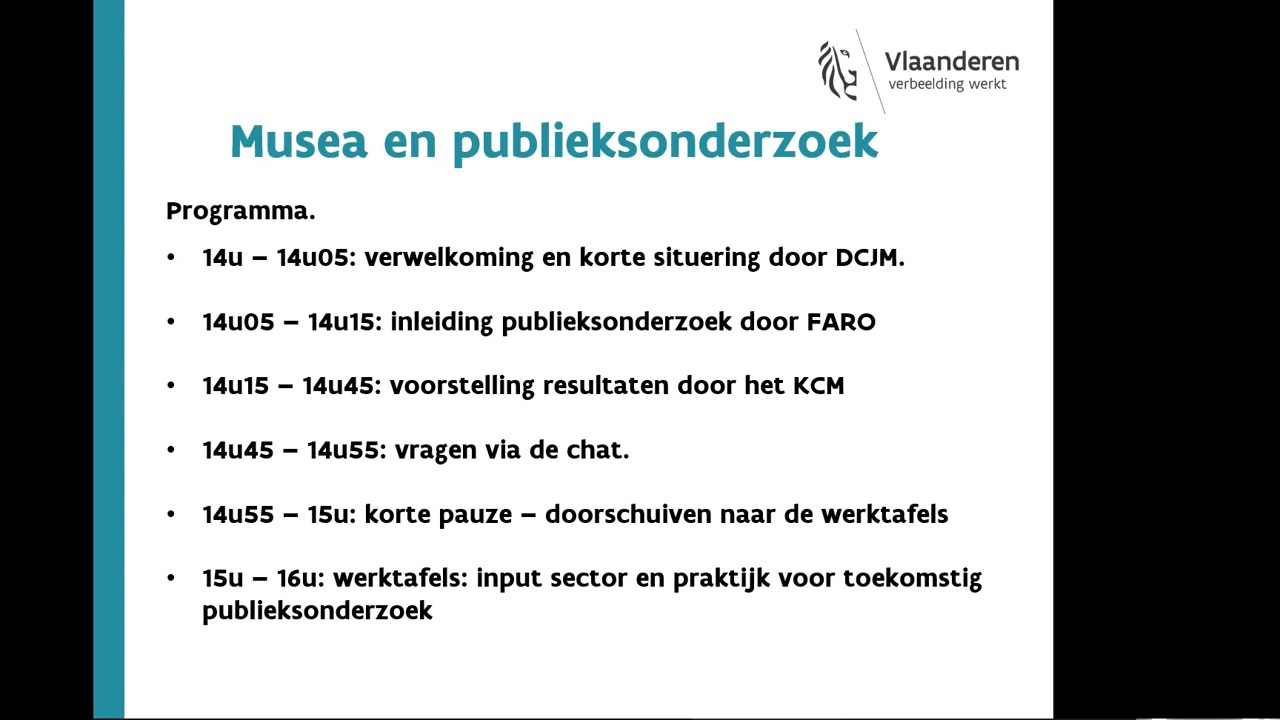 Vlaanderen
verbeelding werkt
Musea en publieksonderzoek
Programma.
• 14u – 14u05: verwelkoming en korte situering door DCJM.
• 14u05 – 14u15: inleiding publieksonderzoek door FARO
• 14u15 – 14u45: voorstelling resultaten door het KCM
• 14u45 – 14u55: vragen via de chat.
• 14u55 – 15u: korte pauze – doorschuiven naar de werktafels
• 15u – 16u: werktafels: input sector en praktijk voor toekomstig
publieksonderzoek